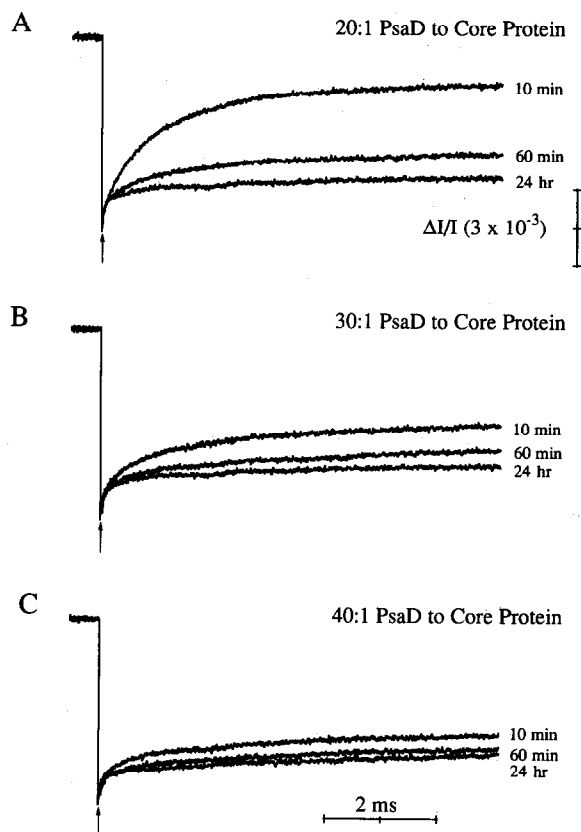 A
20:1 PsaD to Core Protein
10 min
60 min
24 hr
ΔI/I (3 x 10⁻³)
B
30:1 PsaD to Core Protein
10 min
60 min
24 hr
C
40:1 PsaD to Core Protein
10 min
60 min
24 hr
2 ms